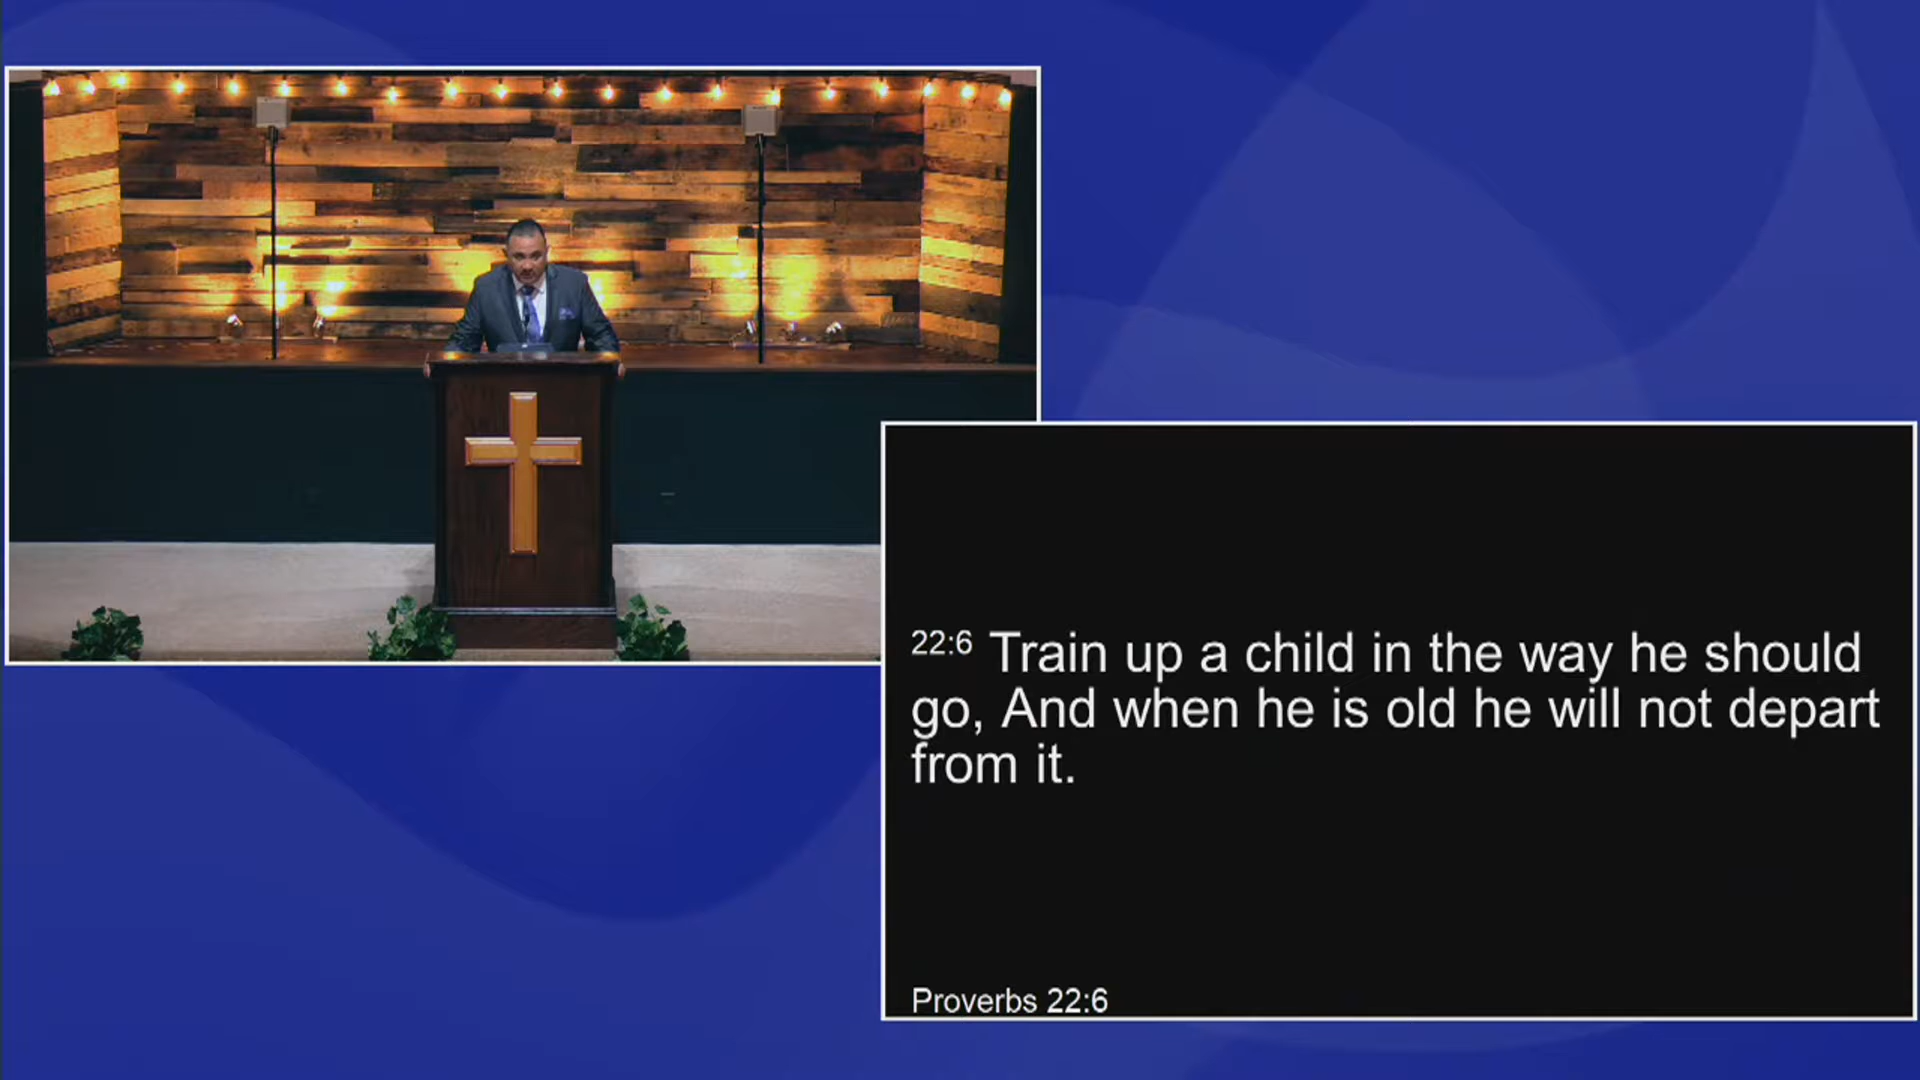 22:6 Train up a child in the way he should
go, And when he is old he will not depart
from it.
Proverbs 22:6